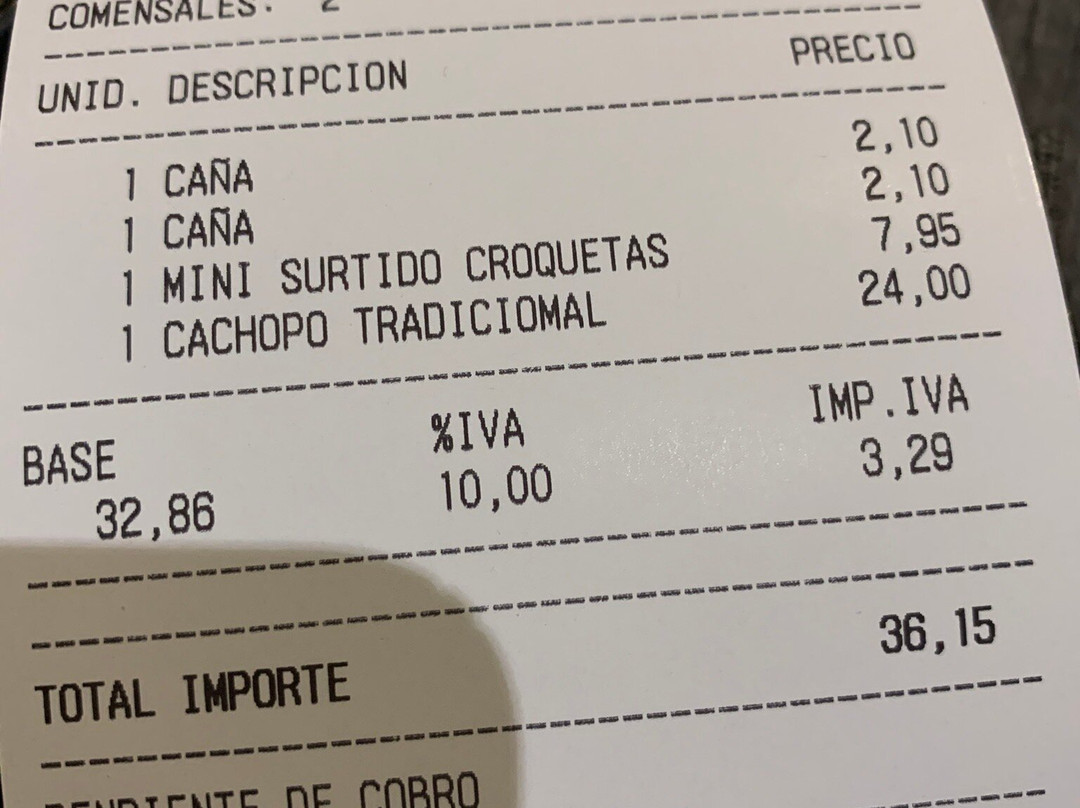 COMENSALES: 2
UNID. DESCRIPCION PRECIO
1 CAÑA 2,10
1 CAÑA 2,10
1 MINI SURTIDO CROQUETAS 7,95
1 CACHOPO TRADICIOMAL 24,00
BASE %IVA IMP.IVA
32,86 10,00 3,29
TOTAL IMPORTE 36,15
PENDIENTE DE COBRO